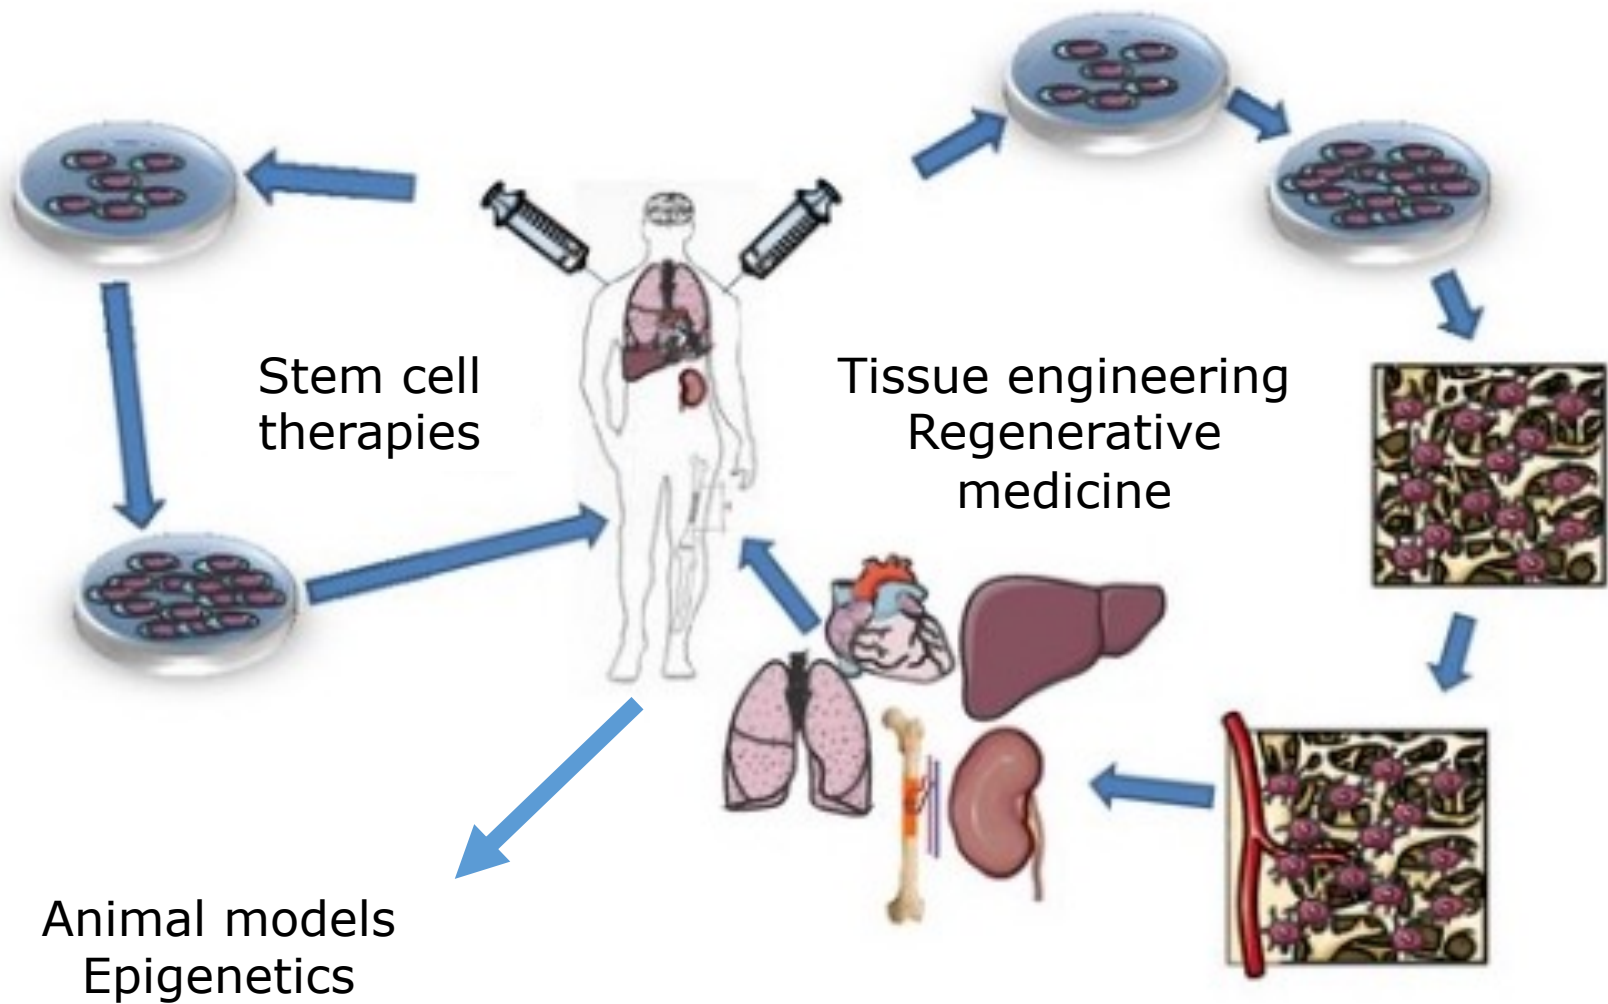 Stem cell
therapies
Tissue engineering
Regenerative
medicine
Animal models
Epigenetics